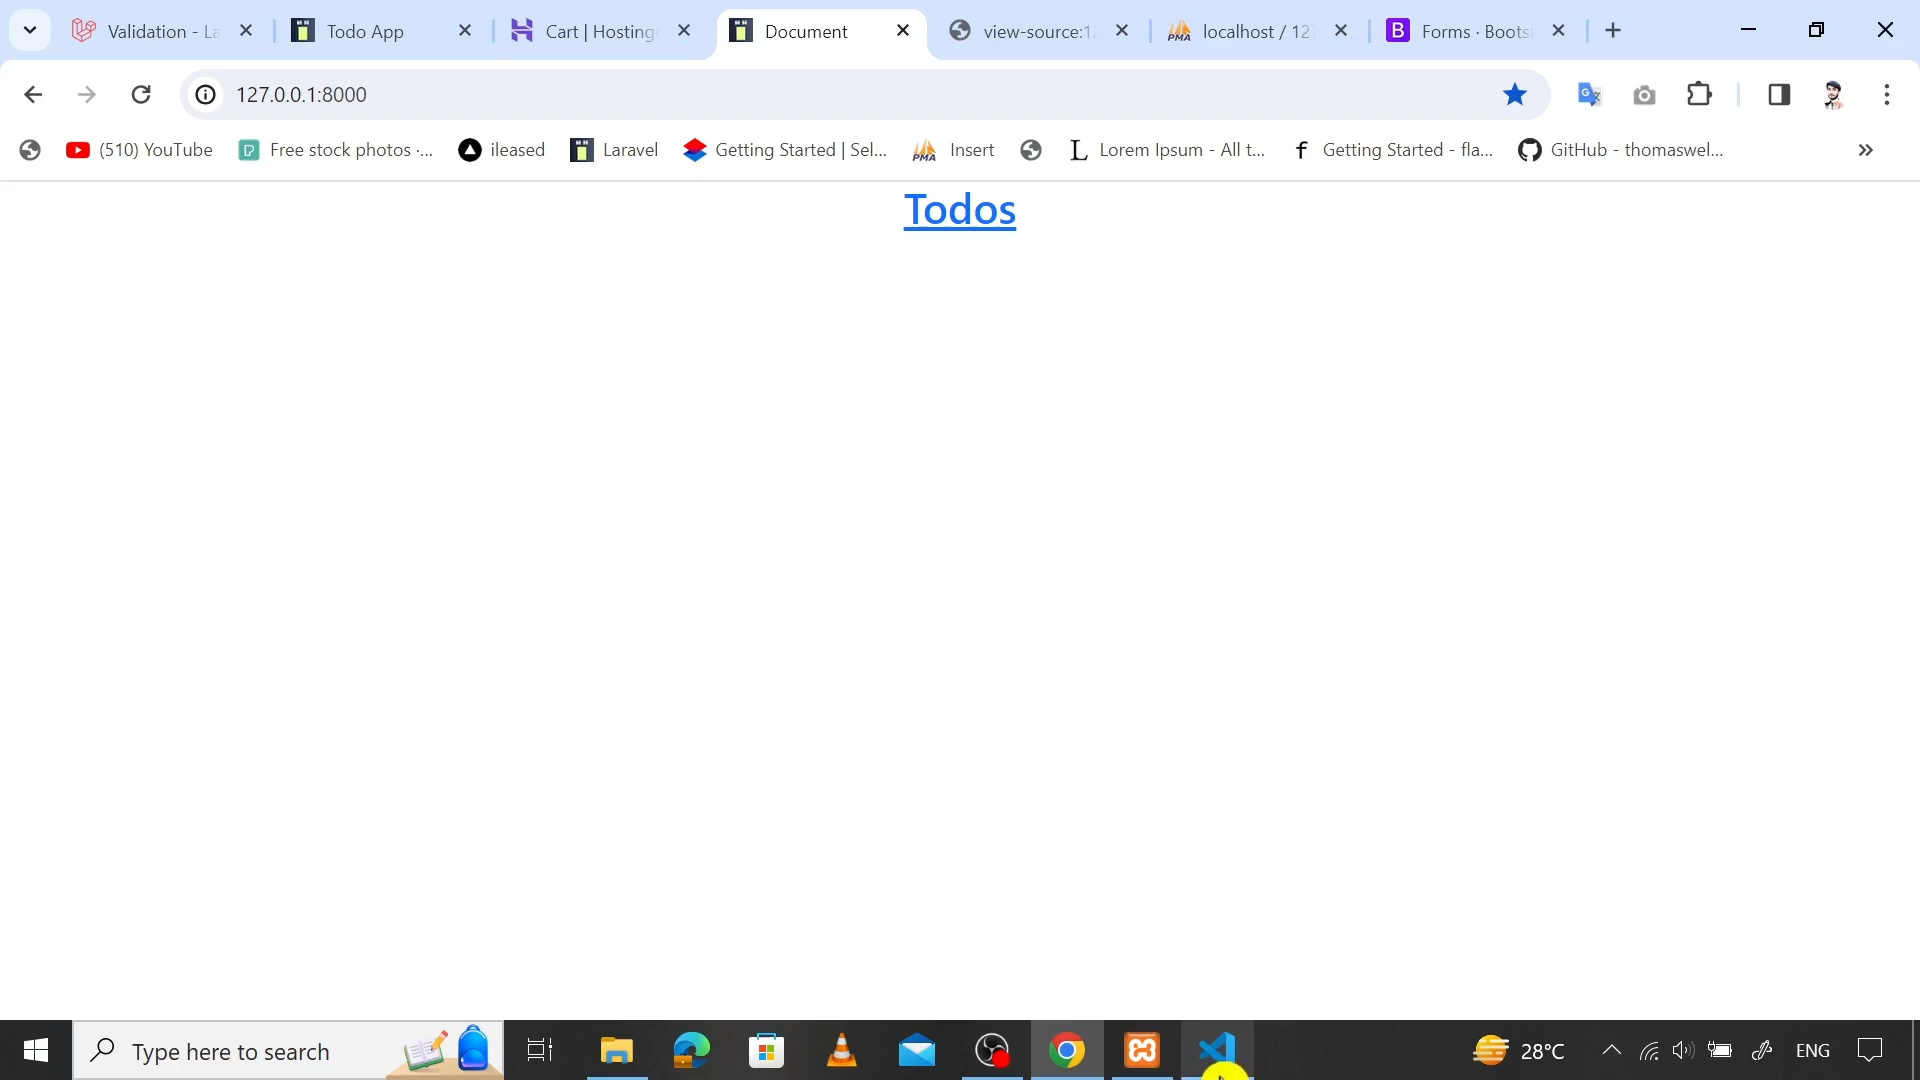 Validation - La
Todo App
Cart | Hosting
Document
view-source:1
localhost / 127
B
Forms · Boots
127.0.0.1:8000
(510) YouTube
Free stock photos ·...
ileased
Laravel
Getting Started | Sel...
PMA
Insert
L
Lorem Ipsum - All t...
f
Getting Started - fla...
GitHub - thomaswel...
Todos
Type here to search
28°C
ENG